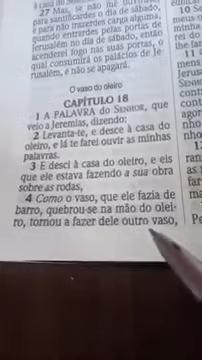 à casa do SENHOR.
27 Mas, se não me ouvirdes,
para santificardes o dia de sábado,
e para não trazerdes carga alguma,
quando entrardes pelas portas de
Jerusalém no dia de sábado, então
acenderei fogo nas suas portas, o
qual consumirá os palácios de Je-
rusalém, e não se apagará.
O vaso do oleiro
CAPÍTULO 18
1 A PALAVRA do SENHOR, que
veio a Jeremias, dizendo:
2 Levanta-te, e desce à casa do
oleiro, e lá te farei ouvir as minhas
palavras.
3 E desci à casa do oleiro, e eis
que ele estava fazendo a sua obra
sobre as rodas,
4 Como o vaso, que ele fazia de
barro, quebrou-se na mão do olei-
ro, tornou a fazer dele outro vaso,